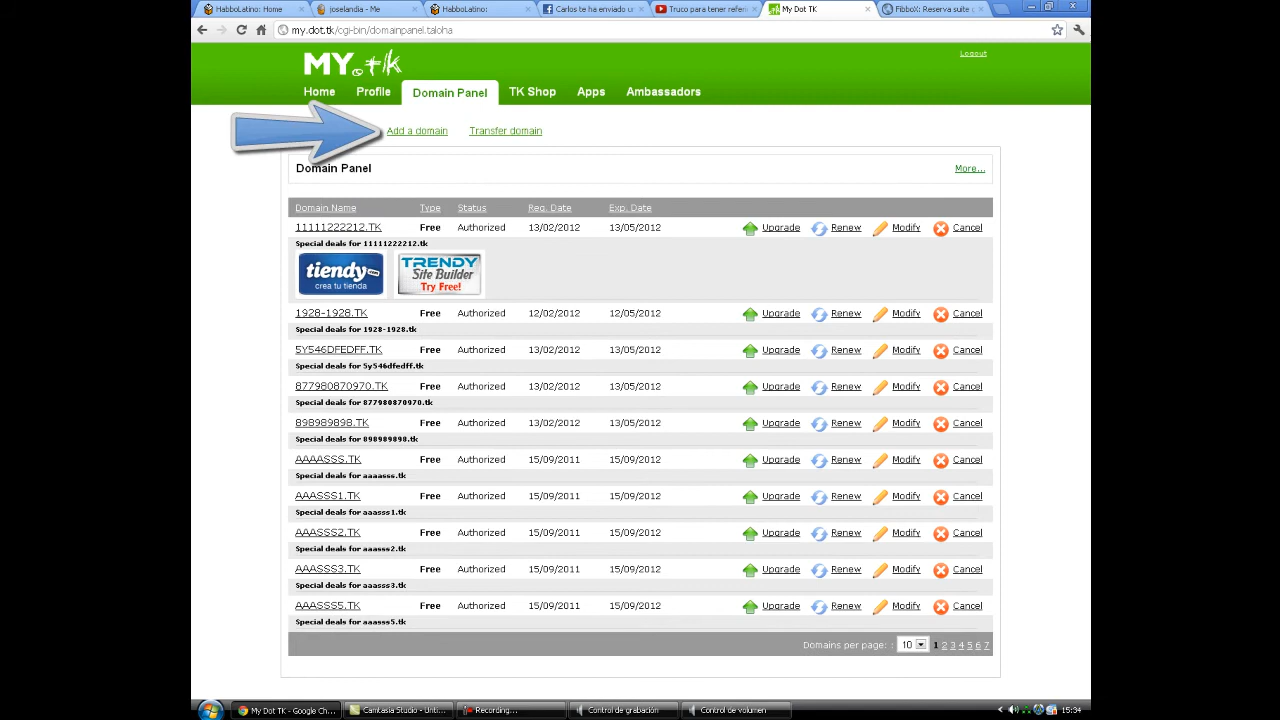 HabboLatino: Home
joselandia - Me
HabboLatino:
Carlos te ha enviado u
Truco para tener refere
My Dot TK
FibboX: Reserva suite g
my.dot.tk/cgi-bin/domainpanel.taloha
MY.tk
Logout
Home Profile Domain Panel TK Shop Apps Ambassadors
Add a domain Transfer domain
Domain Panel More...
Domain Name Type Status Reg. Date Exp. Date
11111222212.TK Free Authorized 13/02/2012 13/05/2012 Upgrade Renew Modify Cancel
Special deals for 11111222212.tk
tiendy.com
crea tu tienda
TRENDY
Site Builder
Try Free!
1928-1928.TK Free Authorized 12/02/2012 12/05/2012 Upgrade Renew Modify Cancel
Special deals for 1928-1928.tk
5Y546DFEDFF.TK Free Authorized 13/02/2012 13/05/2012 Upgrade Renew Modify Cancel
Special deals for 5y546dfedff.tk
877980870970.TK Free Authorized 13/02/2012 13/05/2012 Upgrade Renew Modify Cancel
Special deals for 877980870970.tk
898989898.TK Free Authorized 13/02/2012 13/05/2012 Upgrade Renew Modify Cancel
Special deals for 898989898.tk
AAAASSS.TK Free Authorized 15/09/2011 15/09/2012 Upgrade Renew Modify Cancel
Special deals for aaaasss.tk
AAASSS1.TK Free Authorized 15/09/2011 15/09/2012 Upgrade Renew Modify Cancel
Special deals for aaasss1.tk
AAASSS2.TK Free Authorized 15/09/2011 15/09/2012 Upgrade Renew Modify Cancel
Special deals for aaasss2.tk
AAASSS3.TK Free Authorized 15/09/2011 15/09/2012 Upgrade Renew Modify Cancel
Special deals for aaasss3.tk
AAASSS5.TK Free Authorized 15/09/2011 15/09/2012 Upgrade Renew Modify Cancel
Special deals for aaasss5.tk
Domains per page: : 10 1 2 3 4 5 6 7
My Dot TK - Google Ch...
Camtasia Studio - Unti...
Recording...
Control de grabación
Control de volumen
15:34